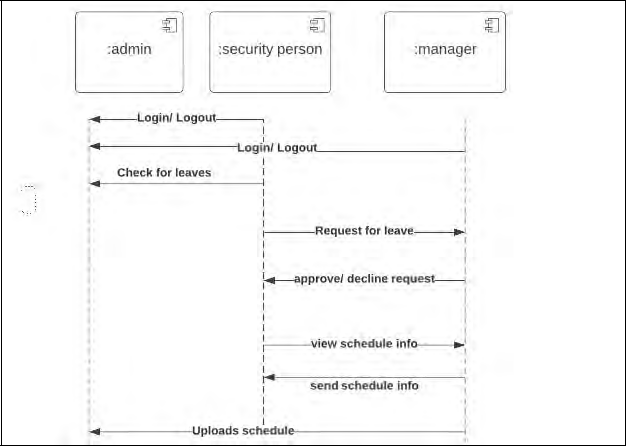 :admin
:security person
:manager
Login/ Logout
Login/ Logout
Check for leaves
Request for leave
approve/ decline request
view schedule info
send schedule info
Uploads schedule